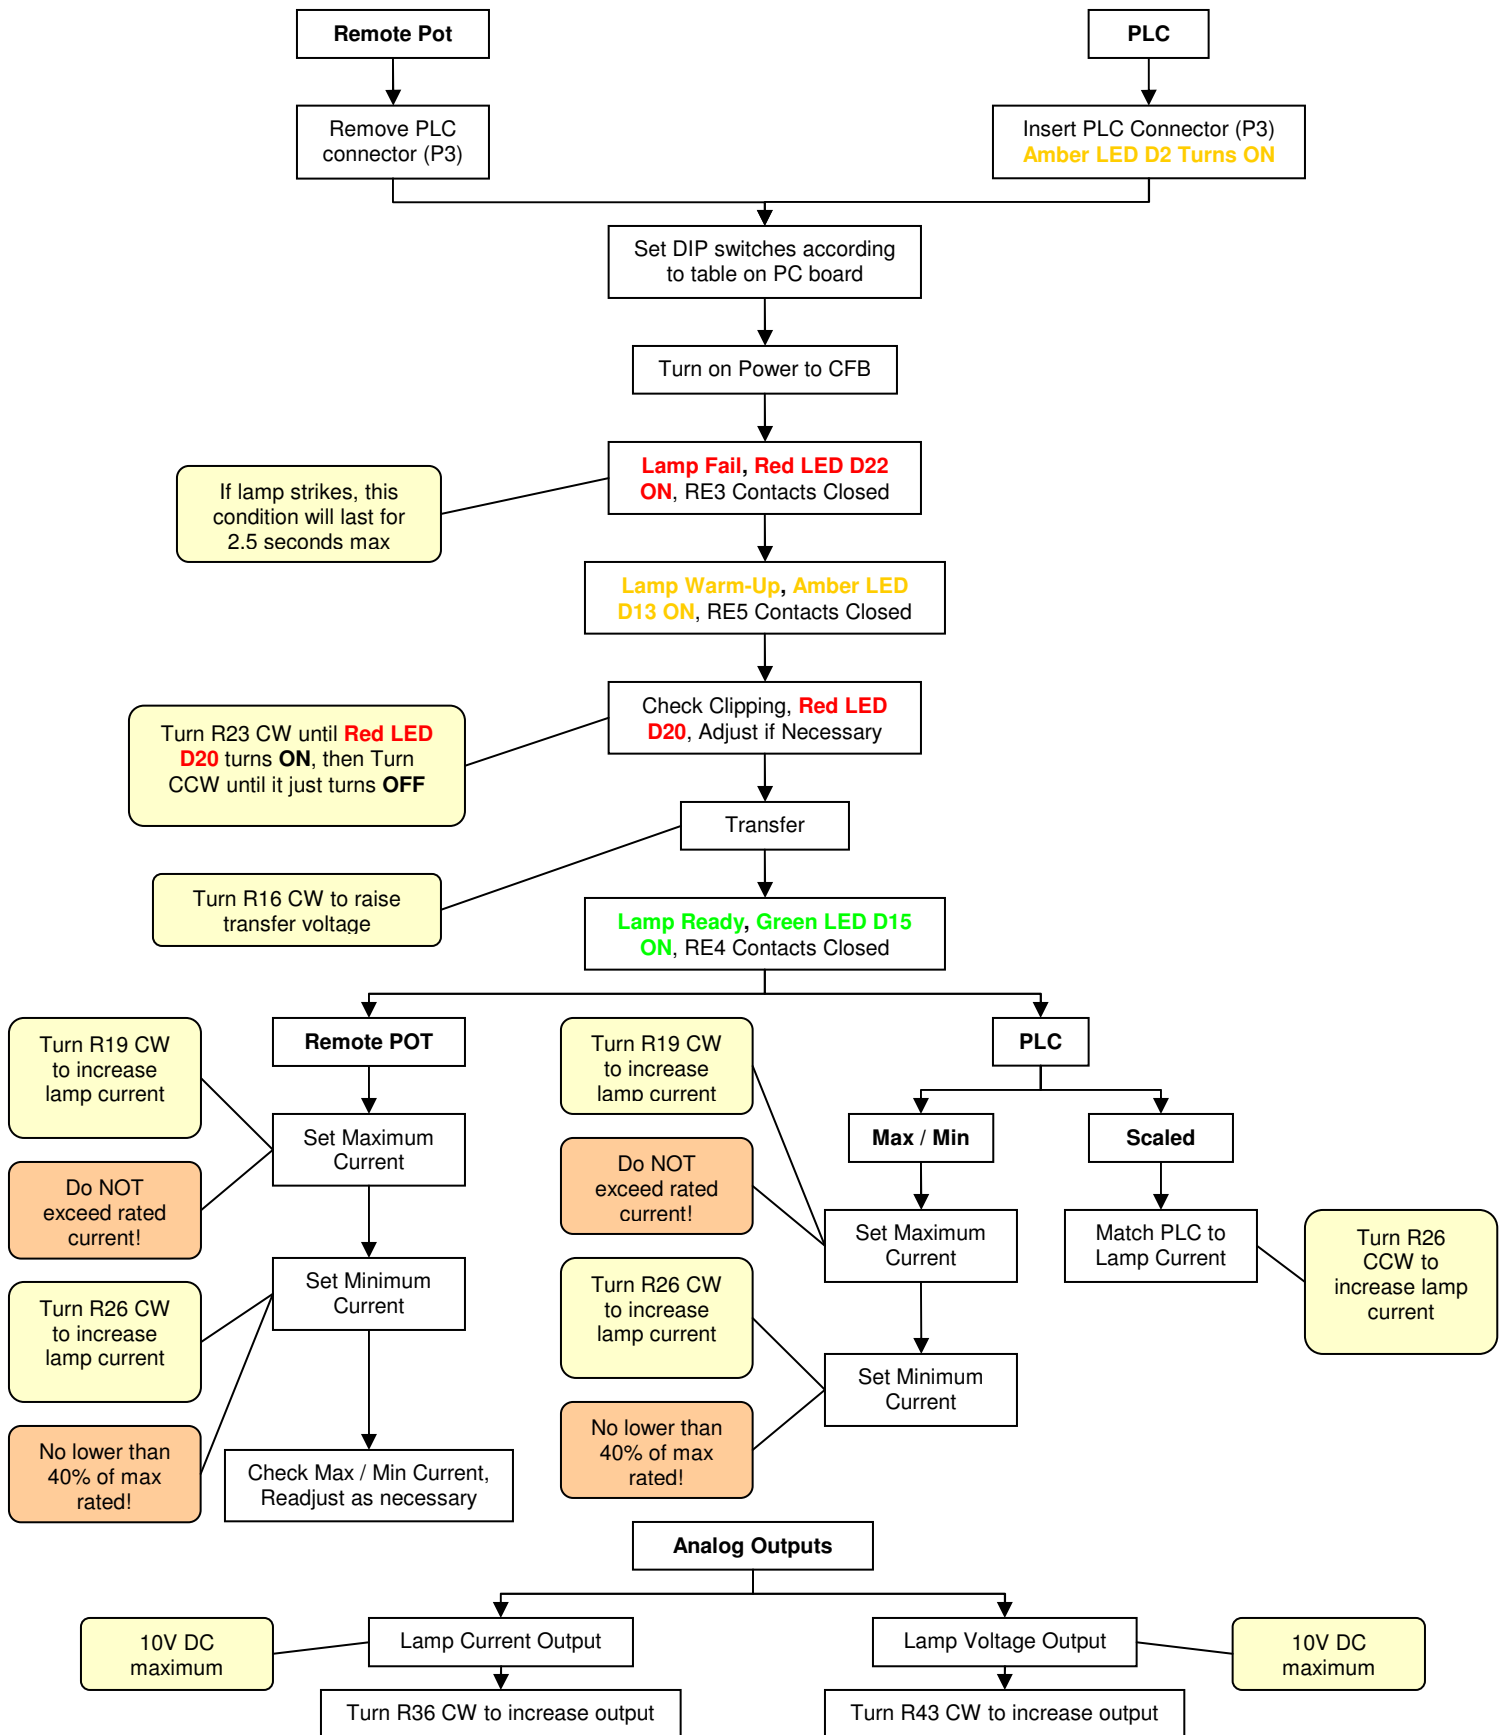 Remote Pot
PLC
Remove PLC
connector (P3)
Insert PLC Connector (P3)
Amber LED D2 Turns ON
Set DIP switches according
to table on PC board
Turn on Power to CFB
Lamp Fail, Red LED D22
ON, RE3 Contacts Closed
If lamp strikes, this
condition will last for
2.5 seconds max
Lamp Warm-Up, Amber LED
D13 ON, RE5 Contacts Closed
Check Clipping, Red LED
D20, Adjust if Necessary
Turn R23 CW until Red LED
D20 turns ON, then Turn
CCW until it just turns OFF
Transfer
Turn R16 CW to raise
transfer voltage
Lamp Ready, Green LED D15
ON, RE4 Contacts Closed
Remote POT
PLC
Turn R19 CW
to increase
lamp current
Set Maximum
Current
Do NOT
exceed rated
current!
Set Minimum
Current
Turn R26 CW
to increase
lamp current
No lower than
40% of max
rated!
Check Max / Min Current,
Readjust as necessary
Turn R19 CW
to increase
lamp current
Max / Min
Scaled
Do NOT
exceed rated
current!
Set Maximum
Current
Match PLC to
Lamp Current
Turn R26
CCW to
increase lamp
current
Turn R26 CW
to increase
lamp current
Set Minimum
Current
No lower than
40% of max
rated!
Analog Outputs
10V DC
maximum
Lamp Current Output
Lamp Voltage Output
10V DC
maximum
Turn R36 CW to increase output
Turn R43 CW to increase output